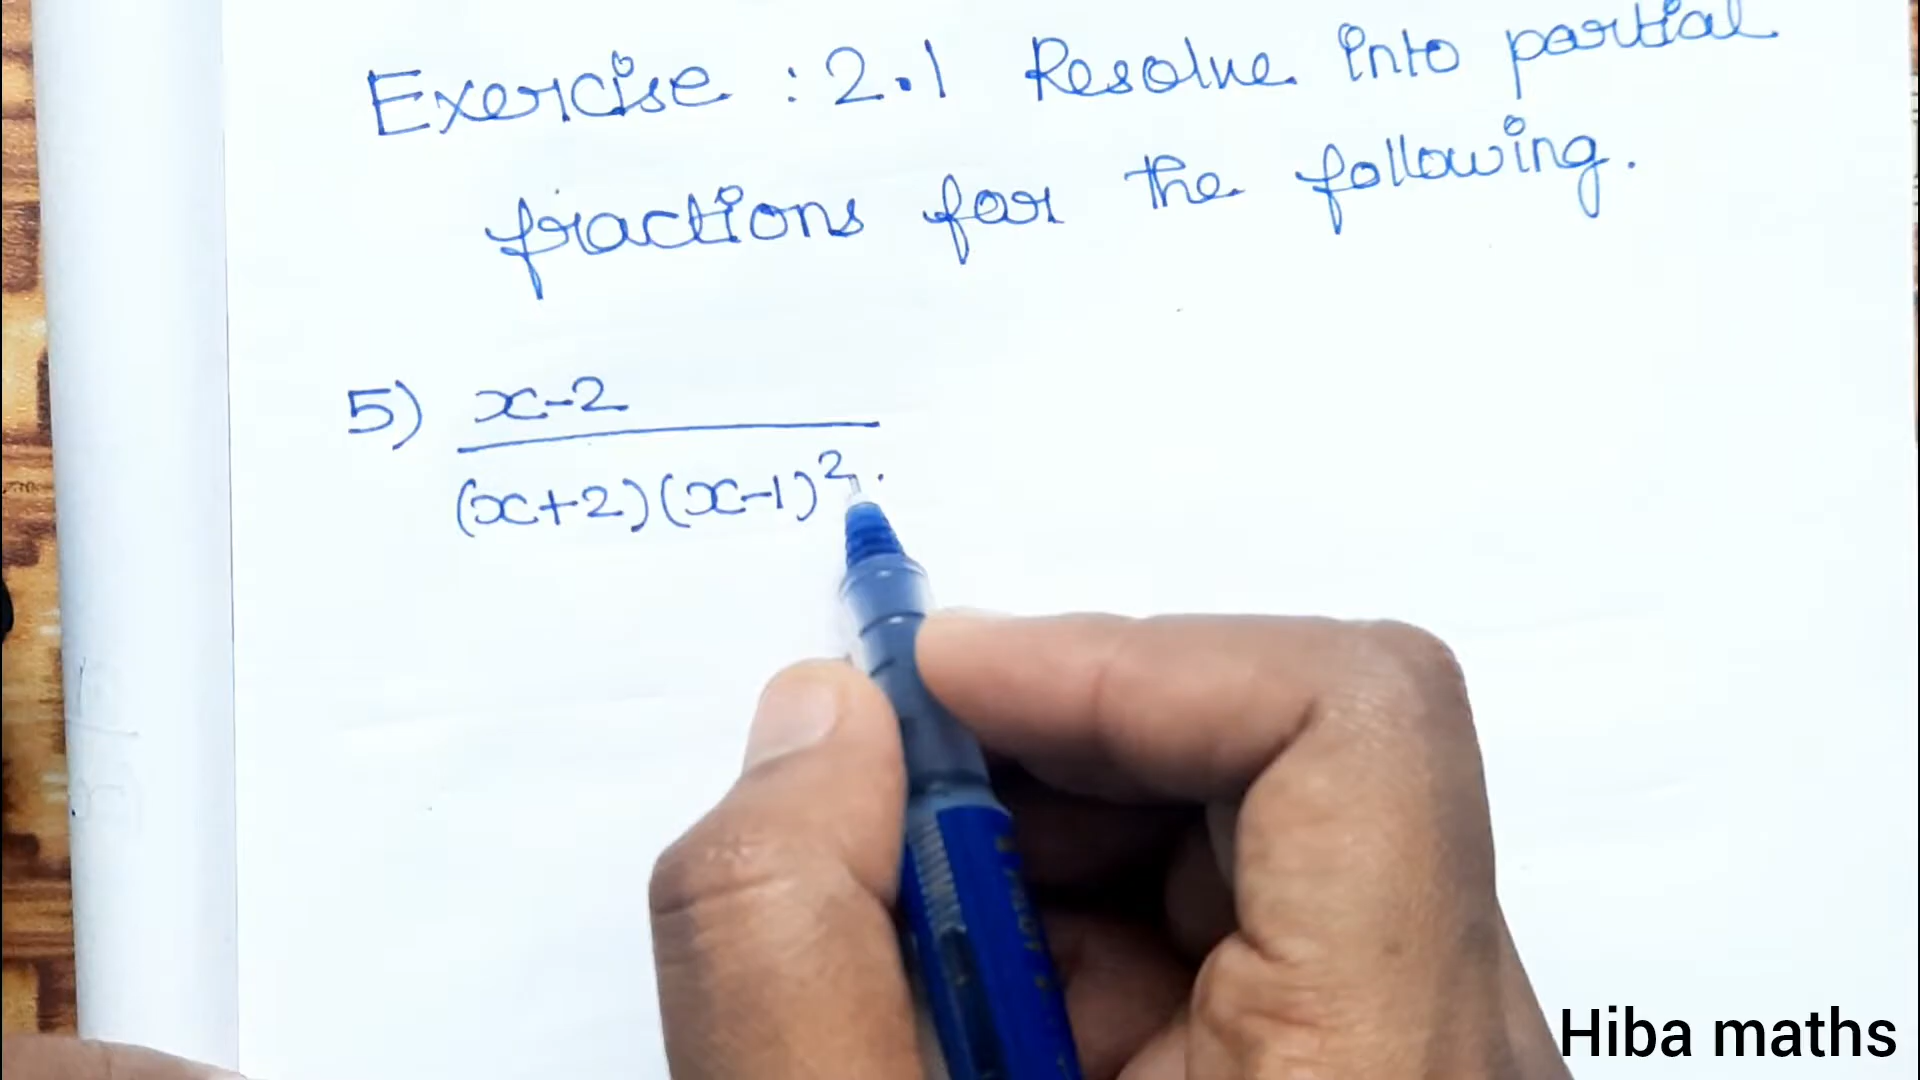 Exercise : 2.1 Resolve into partial
fractions for the following.
5) x-2
(x+2)(x-1)².
Hiba maths